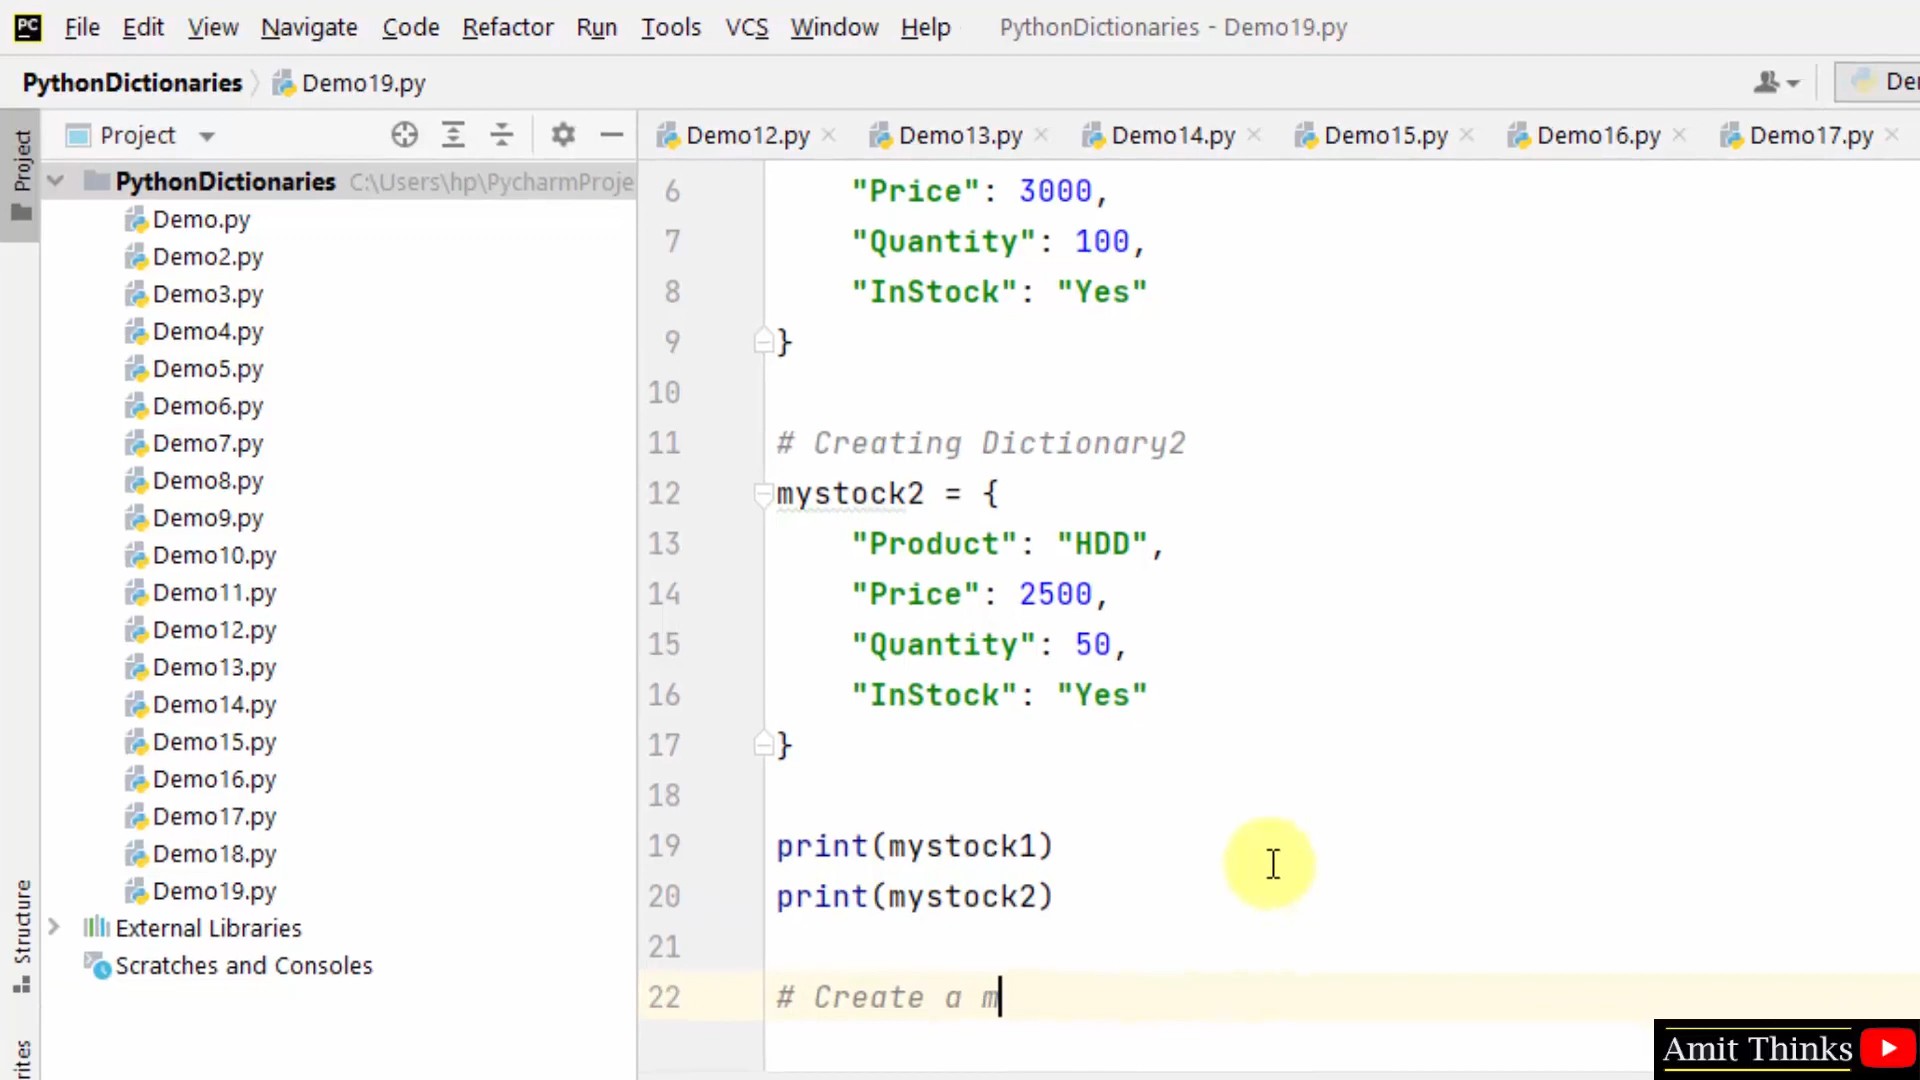 PC File Edit View Navigate Code Refactor Run Tools VCS Window Help PythonDictionaries - Demo19.py
PythonDictionaries Demo19.py
Project
Project
Demo12.py Demo13.py Demo14.py Demo15.py Demo16.py Demo17.py
PythonDictionaries C:\Users\hp\PycharmProje
Demo.py
Demo2.py
Demo3.py
Demo4.py
Demo5.py
Demo6.py
Demo7.py
Demo8.py
Demo9.py
Demo10.py
Demo11.py
Demo12.py
Demo13.py
Demo14.py
Demo15.py
Demo16.py
Demo17.py
Demo18.py
Demo19.py
External Libraries
Scratches and Consoles
Structure
6 "Price": 3000,
7 "Quantity": 100,
8 "InStock": "Yes"
9 }
10
11 # Creating Dictionary2
12 mystock2 = {
13 "Product": "HDD",
14 "Price": 2500,
15 "Quantity": 50,
16 "InStock": "Yes"
17 }
18
19 print(mystock1)
20 print(mystock2)
21
22 # Create a m
Amit Thinks